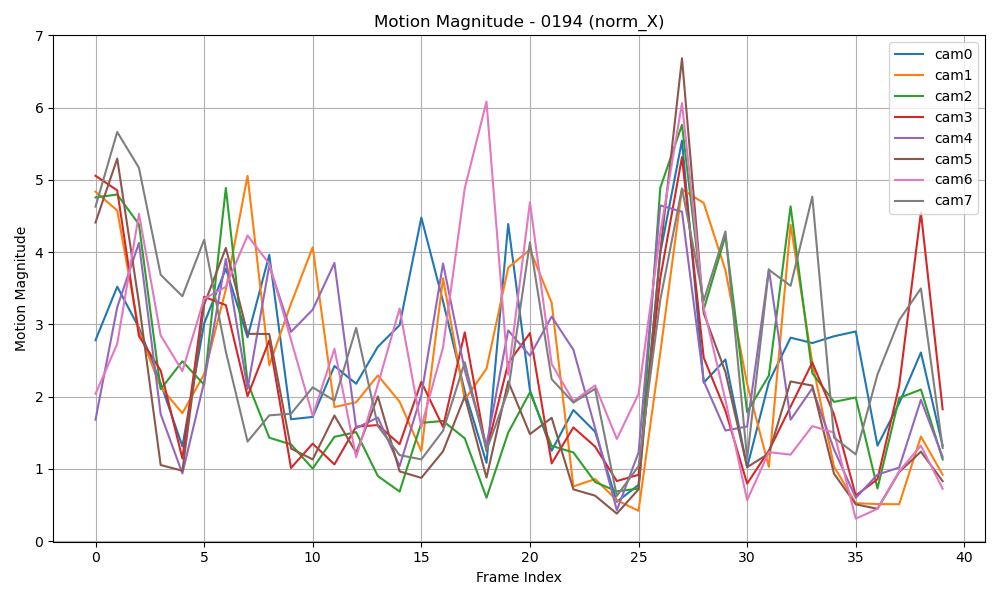 Motion Magnitude - 0194 (norm_X)
Motion Magnitude
7
6
5
4
3
2
1
0
0 5 10 15 20 25 30 35 40
Frame Index
cam0
cam1
cam2
cam3
cam4
cam5
cam6
cam7